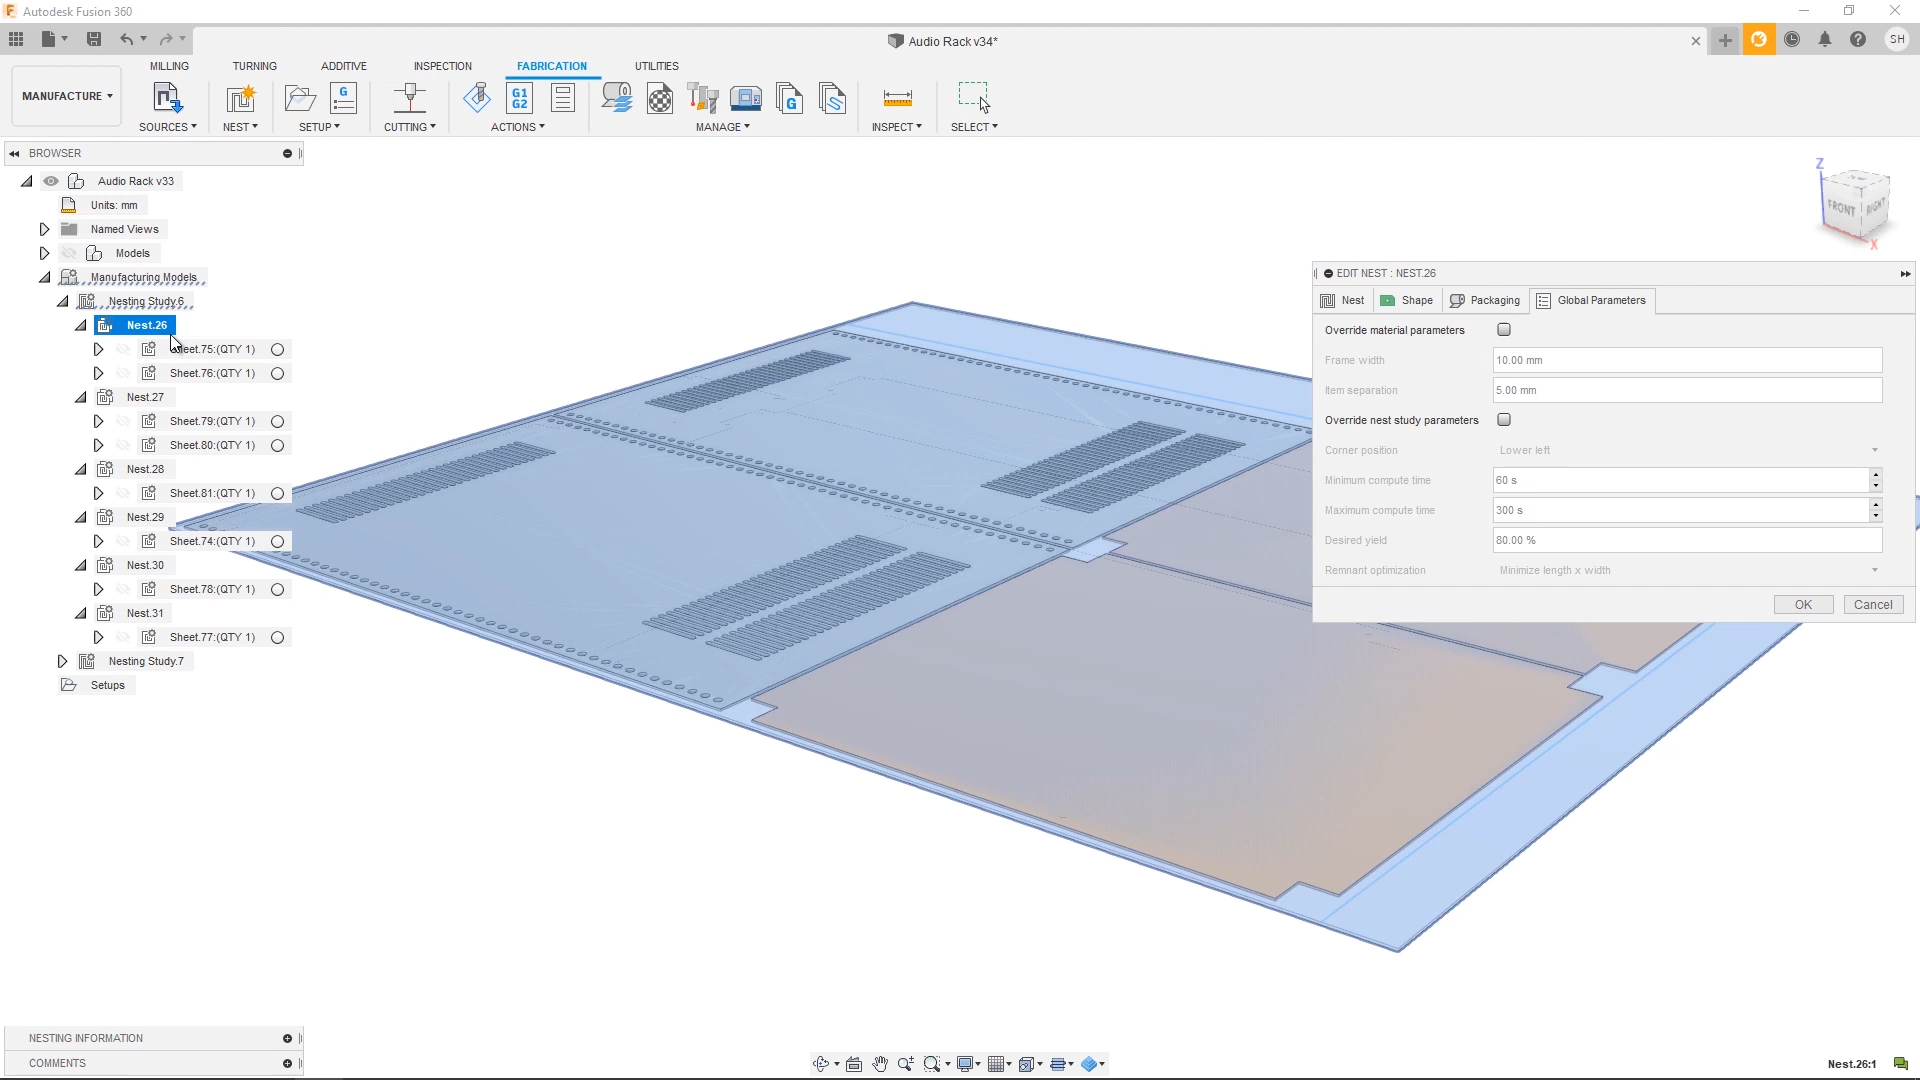 Autodesk Fusion 360
Audio Rack v34*
SH
MANUFACTURE
MILLING TURNING ADDITIVE INSPECTION FABRICATION UTILITIES
G G1 G2 G
SOURCES NEST SETUP CUTTING ACTIONS MANAGE INSPECT SELECT
BROWSER
Audio Rack v33
Units: mm
Named Views
Models
Manufacturing Models
Nesting Study.6
Nest.26
Sheet.75:(QTY 1)
Sheet.76:(QTY 1)
Nest.27
Sheet.79:(QTY 1)
Sheet.80:(QTY 1)
Nest.28
Sheet.81:(QTY 1)
Nest.29
Sheet.74:(QTY 1)
Nest.30
Sheet.78:(QTY 1)
Nest.31
Sheet.77:(QTY 1)
Nesting Study.7
Setups
Z
FRONT RIGHT
X
EDIT NEST : NEST.26
Nest Shape Packaging Global Parameters
Override material parameters
Frame width 10.00 mm
Item separation 5.00 mm
Override nest study parameters
Corner position Lower left
Minimum compute time 60 s
Maximum compute time 300 s
Desired yield 80.00 %
Remnant optimization Minimize length x width
OK Cancel
NESTING INFORMATION
COMMENTS
Nest.26:1